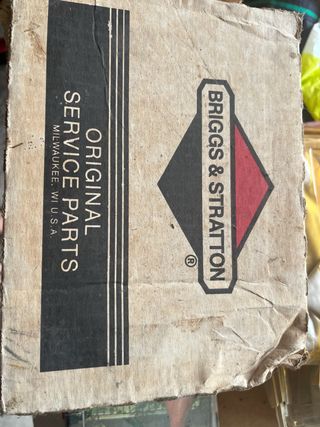 BRIGGS & STRATTON
®
ORIGINAL
SERVICE PARTS
MILWAUKEE, WI U.S.A.